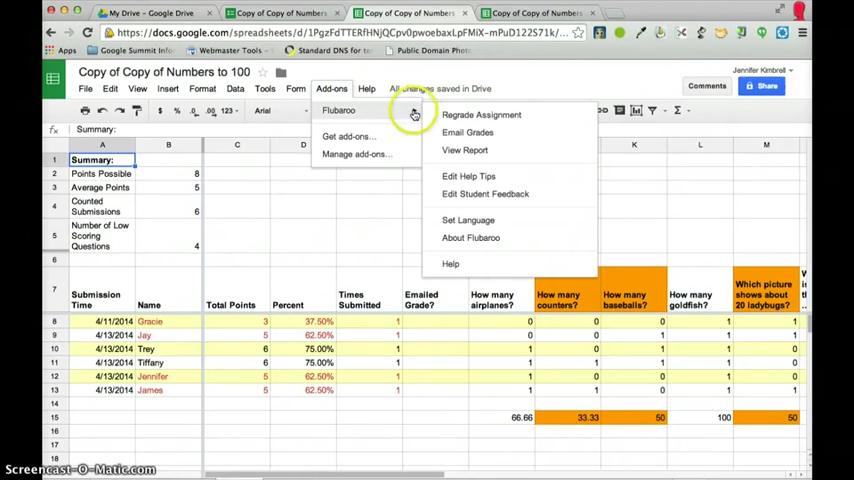 My Drive - Google Drive
Copy of Copy of Numbers
Copy of Copy of Numbers
Copy of Copy of Numbers
https://docs.google.com/spreadsheets/d/1PgzFdTTERfHNjQCpv0pwoebaxLpFMiX-mPuD122S71k/
Apps
Google Summit Info
Webmaster Tools
Standard DNS for ter
Public Domain Photo
Copy of Copy of Numbers to 100
Jennifer Kimbrell
File Edit View Insert Format Data Tools Form Add-ons Help All changes saved in Drive
Comments
Share
$ % .0 .00 123 Arial
Flubaroo
Get add-ons...
Manage add-ons...
Regrade Assignment
Email Grades
View Report
Edit Help Tips
Edit Student Feedback
Set Language
About Flubaroo
Help
fx Summary:
A B C D K L M N
1 Summary:
2 Points Possible 8
3 Average Points 5
4 Counted Submissions 6
5 Number of Low Scoring Questions 4
6
7 Submission Time Name Total Points Percent Times Submitted Emailed Grade? How many airplanes? How many counters? How many baseballs? How many goldfish? Which picture shows about 20 ladybugs?
8 4/11/2014 Gracie 3 37.50% 1 0 0 0 1 1
9 4/13/2014 Jay 5 62.50% 1 0 1 1 1 1
10 4/13/2014 Trey 6 75.00% 1 1 0 1 1 0
11 4/13/2014 Tiffany 6 75.00% 1 1 1 0 1 1
12 4/13/2014 Jennifer 5 62.50% 1 1 0 0 1 0
13 4/13/2014 James 5 62.50% 1 1 0 1 1 0
14
15 66.66 33.33 50 100 50
16
17
18
Screencast-O-Matic.com